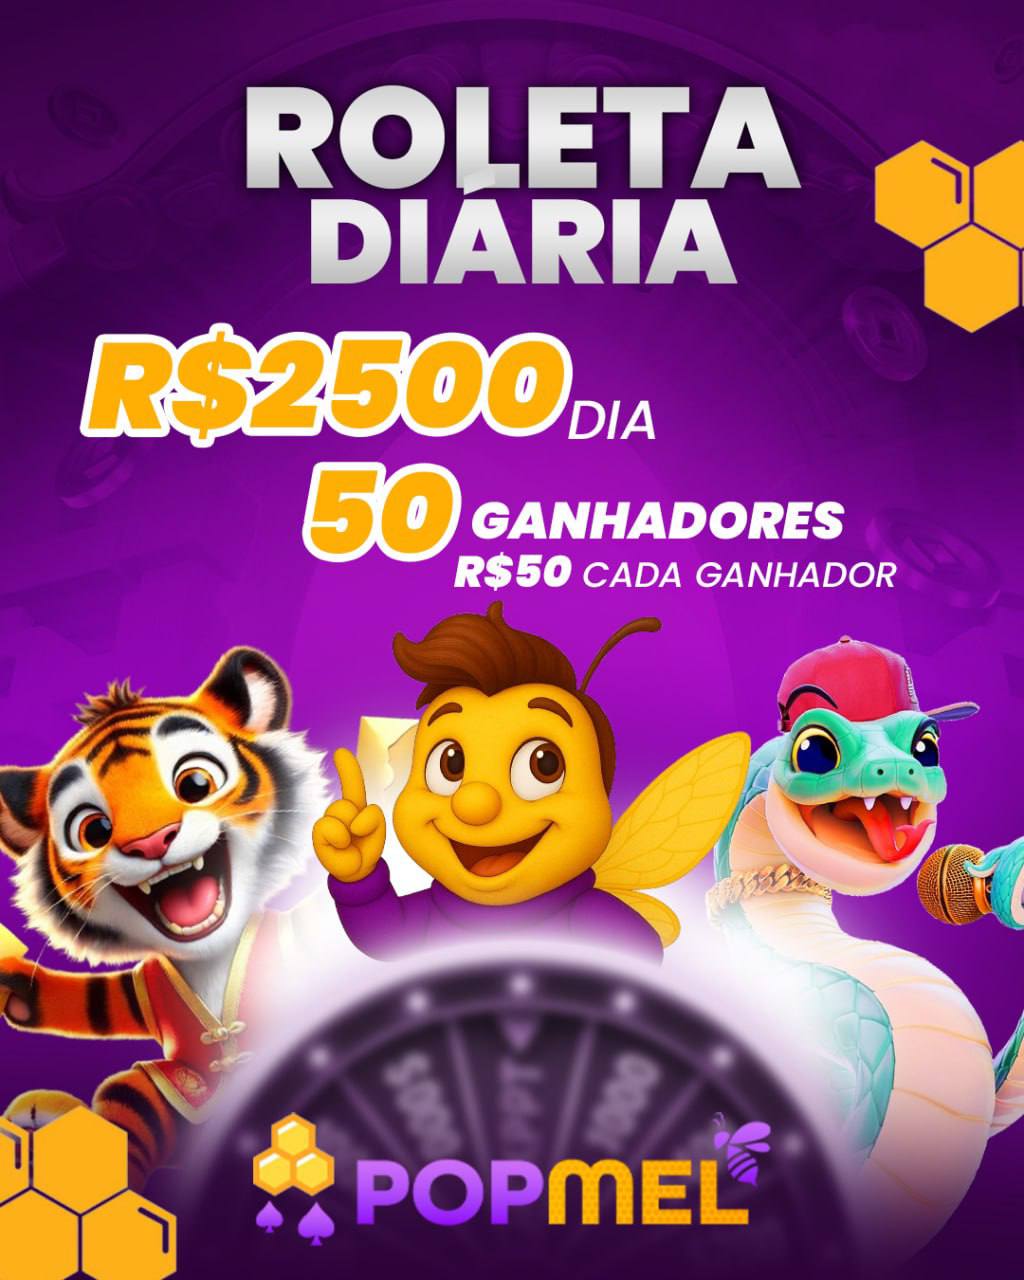 ROLETA
DIÁRIA
R$2500 DIA
50 GANHADORES
R$50 CADA GANHADOR
POPMEL